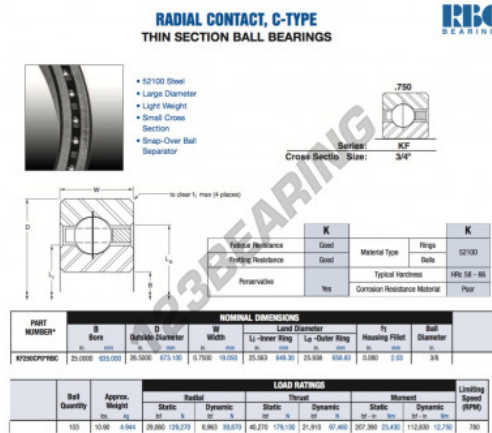 RADIAL CONTACT, C-TYPE
THIN SECTION BALL BEARINGS
RBC
BEARING
• 52100 Steel
• Large Diameter
• Light Weight
• Small Cross
Section
• Snap-Over Ball
Separator
.750
Series: KF
Cross Sectio Size: 3/4"
W
to clear f1 max (4 places)
D
L1
B
K K
Fatigue Resistance Good Material Type Rings 52100
Fretting Resistance Good Balls
Preservative Yes Typical Hardness HRc 58 - 66
Corrosion Resistance Material Poor
123BEARING
NOMINAL DIMENSIONS
PART NUMBER* B Bore D Outside Diameter W Width Land Diameter f1 Housing Fillet Ball Diameter
Li -Inner Ring Lo -Outer Ring
in. mm in. mm in. mm in. mm in. mm in. mm in.
25.0000 635.000 26.5000 673.100 0.7500 19.050 25.563 649.30 25.938 658.83 0.080 2.03 3/8
LOAD RATINGS
Ball Quantity Approx. Weight Radial Thrust Moment Limiting Speed (RPM)
Static Dynamic Static Dynamic Static Dynamic
lbs. kg lbf N lbf N lbf N lbf N lbf - in Nm lbf - in Nm
103 10.90 4.944 29,060 129,270 8,963 39,870 40,270 179,130 21,910 97,460 207,390 23,430 112,830 12,750 780